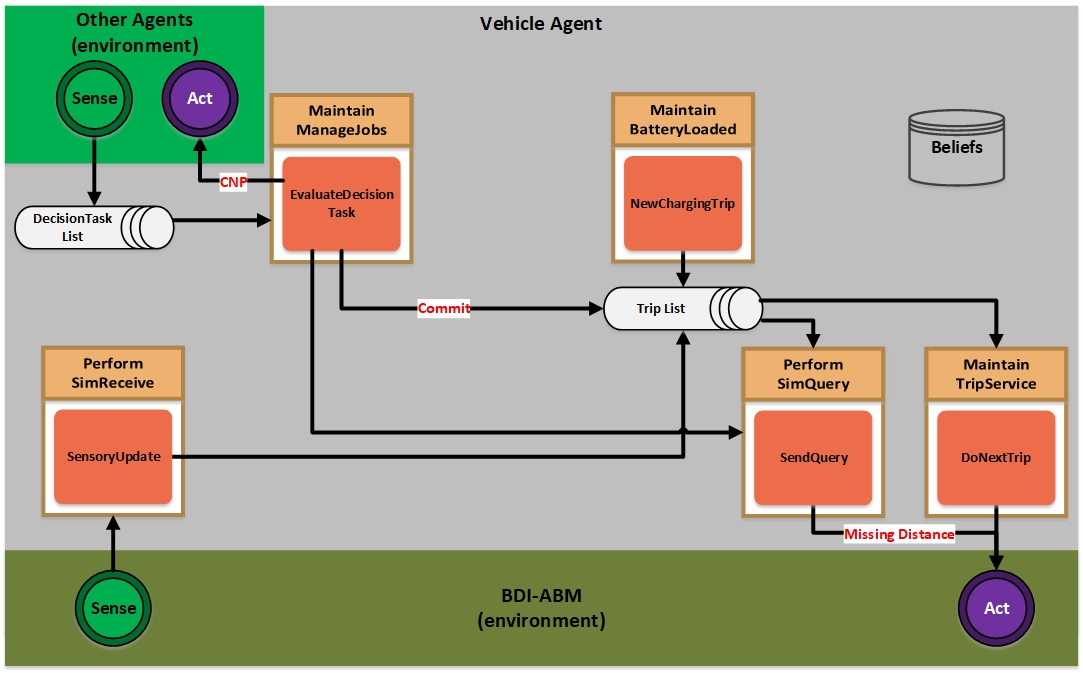 Other Agents
(environment)
Vehicle Agent
Sense
Act
Maintain
ManageJobs
Maintain
BatteryLoaded
Beliefs
CNP
EvaluateDecision
Task
NewChargingTrip
DecisionTask
List
Commit
Trip List
Perform
SimReceive
Perform
SimQuery
Maintain
TripService
SensoryUpdate
SendQuery
DoNextTrip
Missing Distance
BDI-ABM
(environment)
Sense
Act